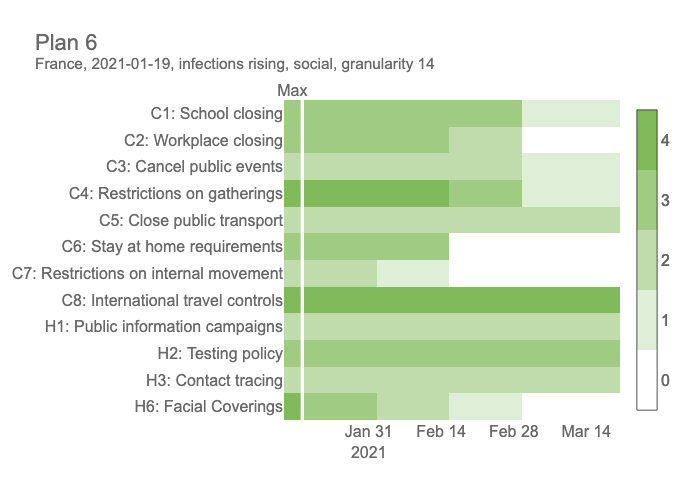 Plan 6
France, 2021-01-19, infections rising, social, granularity 14
Max
C1: School closing
C2: Workplace closing
C3: Cancel public events
C4: Restrictions on gatherings
C5: Close public transport
C6: Stay at home requirements
C7: Restrictions on internal movement
C8: International travel controls
H1: Public information campaigns
H2: Testing policy
H3: Contact tracing
H6: Facial Coverings
Jan 31 Feb 14 Feb 28 Mar 14
2021
4
3
2
1
0